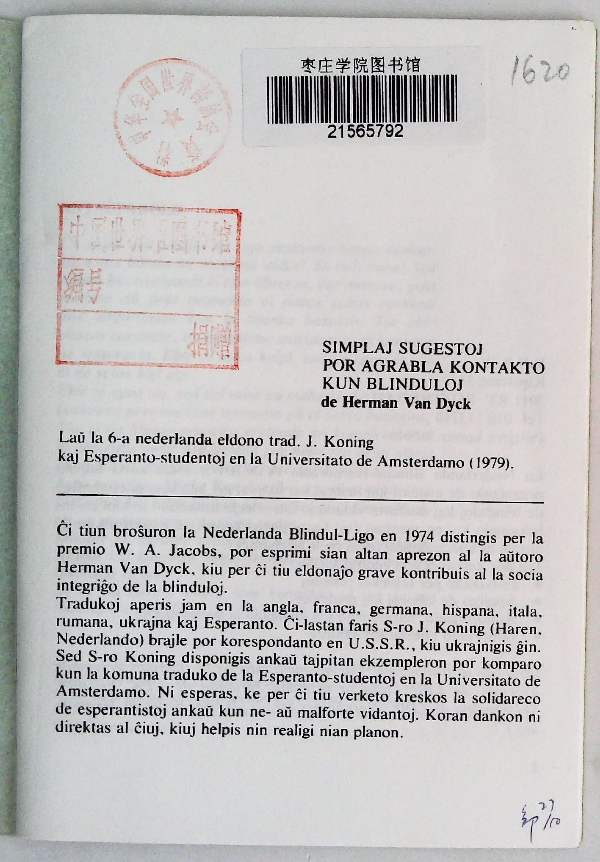 枣庄学院图书馆
21565792
1620
SIMPLAJ SUGESTOJ
POR AGRABLA KONTAKTO
KUN BLINDULOJ
de Herman Van Dyck
Laŭ la 6-a nederlanda eldono trad. J. Koning
kaj Esperanto-studentoj en la Universitato de Amsterdamo (1979).
Ĉi tiun broŝuron la Nederlanda Blindul-Ligo en 1974 distingis per la
premio W. A. Jacobs, por esprimi sian altan aprezon al la aŭtoro
Herman Van Dyck, kiu per ĉi tiu eldonaĵo grave kontribuis al la socia
integriĝo de la blinduloj.
Tradukoj aperis jam en la angla, franca, germana, hispana, itala,
rumana, ukrajna kaj Esperanto. Ĉi-lastan faris S-ro J. Koning (Haren,
Nederlando) brajle por korespondanto en U.S.S.R., kiu ukrajnigis ĝin.
Sed S-ro Koning disponigis ankaŭ tajpitan ekzempleron por komparo
kun la komuna traduko de la Esperanto-studentoj en la Universitato de
Amsterdamo. Ni esperas, ke per ĉi tiu verketo kreskos la solidareco
de esperantistoj ankaŭ kun ne- aŭ malforte vidantoj. Koran dankon ni
direktas al ĉiuj, kiuj helpis nin realigi nian planon.
27/10